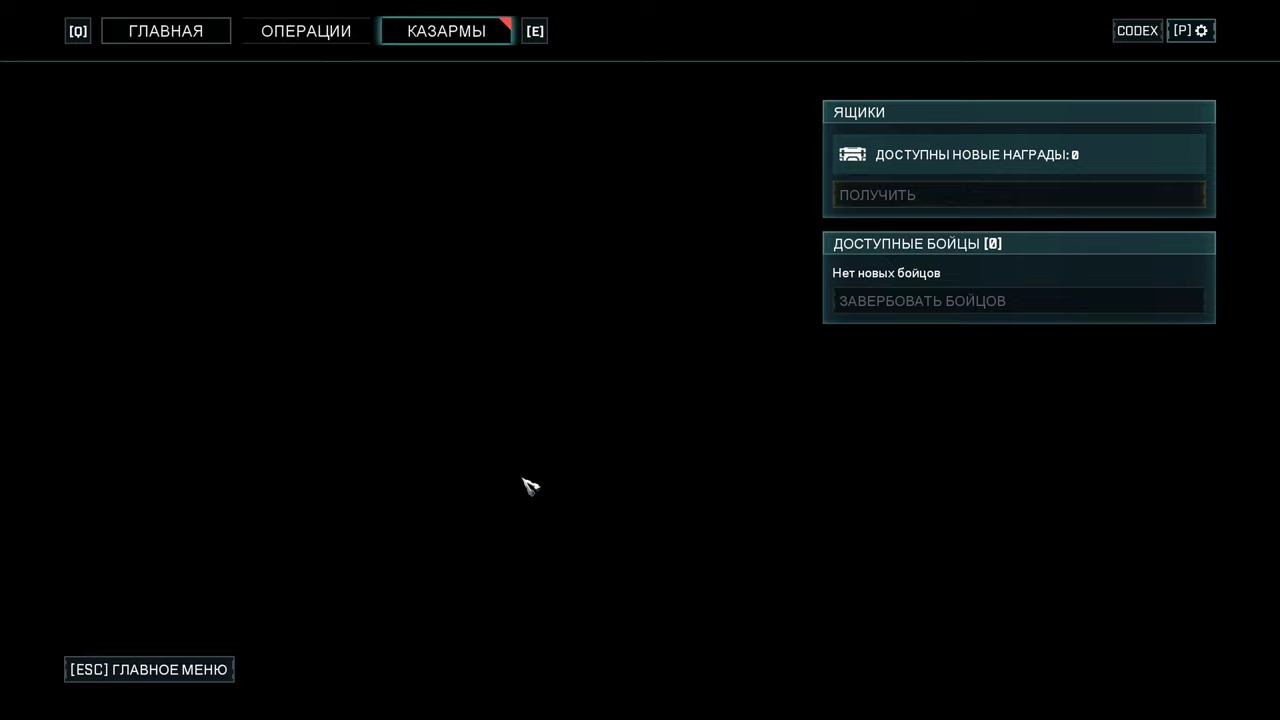 [Q] ГЛАВНАЯ ОПЕРАЦИИ КАЗАРМЫ [E] CODEX [P]
ЯЩИКИ
ДОСТУПНЫ НОВЫЕ НАГРАДЫ: 0
ПОЛУЧИТЬ
ДОСТУПНЫЕ БОЙЦЫ [0]
Нет новых бойцов
ЗАВЕРБОВАТЬ БОЙЦОВ
[ESC] ГЛАВНОЕ МЕНЮ